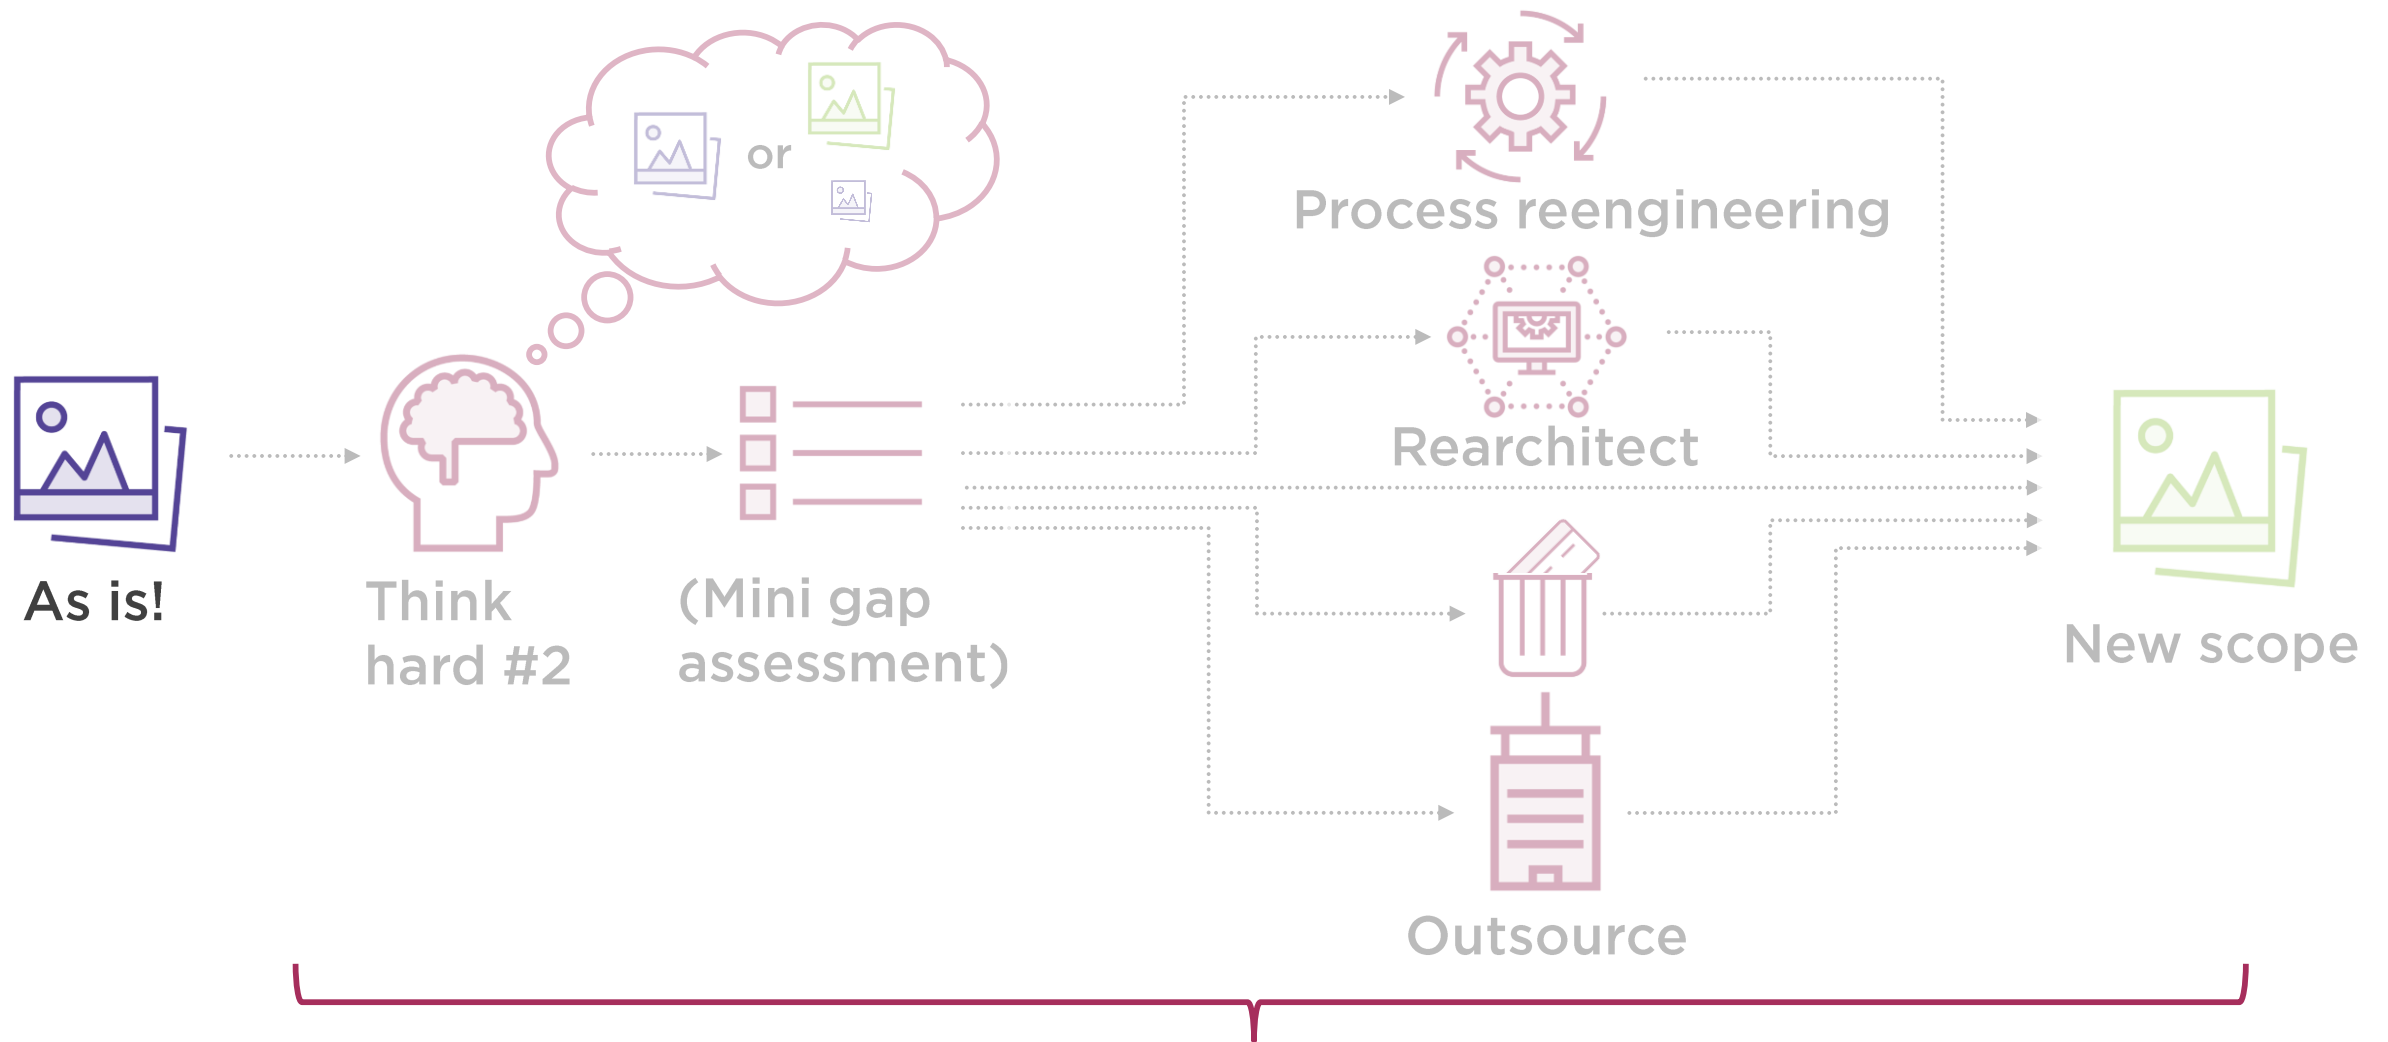 or
Process reengineering
Rearchitect
As is!
Think
hard #2
(Mini gap
assessment)
New scope
Outsource